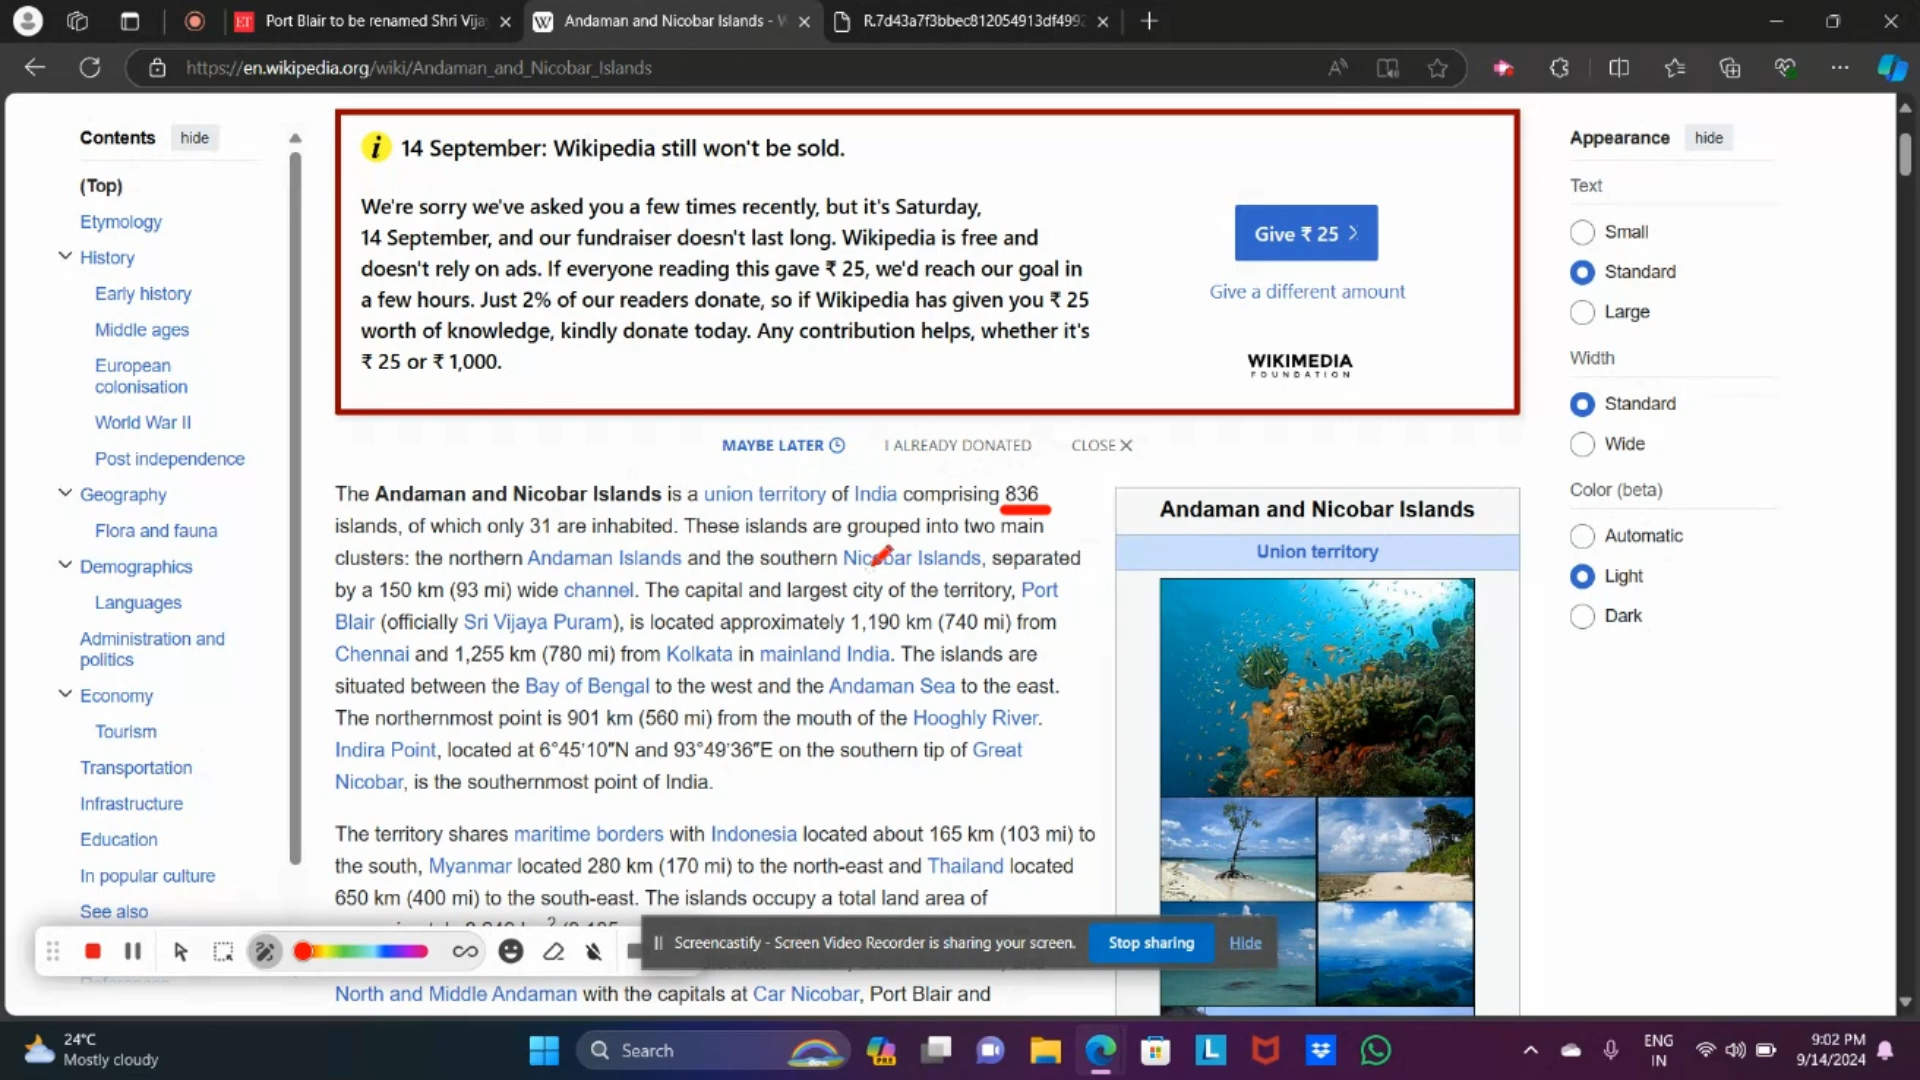 ET Port Blair to be renamed Shri Vija
W Andaman and Nicobar Islands - W
R.7d43a7f3bbec812054913df4992
https://en.wikipedia.org/wiki/Andaman_and_Nicobar_Islands
Contents hide
(Top)
Etymology
History
Early history
Middle ages
European
colonisation
World War II
Post independence
Geography
Flora and fauna
Demographics
Languages
Administration and
politics
Economy
Tourism
Transportation
Infrastructure
Education
In popular culture
See also
i 14 September: Wikipedia still won't be sold.
We're sorry we've asked you a few times recently, but it's Saturday,
14 September, and our fundraiser doesn't last long. Wikipedia is free and
doesn't rely on ads. If everyone reading this gave ₹ 25, we'd reach our goal in
a few hours. Just 2% of our readers donate, so if Wikipedia has given you ₹ 25
worth of knowledge, kindly donate today. Any contribution helps, whether it's
₹ 25 or ₹ 1,000.
Give ₹ 25
Give a different amount
WIKIMEDIA
FOUNDATION
MAYBE LATER I ALREADY DONATED CLOSE
The Andaman and Nicobar Islands is a union territory of India comprising 836
islands, of which only 31 are inhabited. These islands are grouped into two main
clusters: the northern Andaman Islands and the southern Nicobar Islands, separated
by a 150 km (93 mi) wide channel. The capital and largest city of the territory, Port
Blair (officially Sri Vijaya Puram), is located approximately 1,190 km (740 mi) from
Chennai and 1,255 km (780 mi) from Kolkata in mainland India. The islands are
situated between the Bay of Bengal to the west and the Andaman Sea to the east.
The northernmost point is 901 km (560 mi) from the mouth of the Hooghly River.
Indira Point, located at 6°45′10″N and 93°49′36″E on the southern tip of Great
Nicobar, is the southernmost point of India.
The territory shares maritime borders with Indonesia located about 165 km (103 mi) to
the south, Myanmar located 280 km (170 mi) to the north-east and Thailand located
650 km (400 mi) to the south-east. The islands occupy a total land area of
North and Middle Andaman with the capitals at Car Nicobar, Port Blair and
Andaman and Nicobar Islands
Union territory
Appearance hide
Text
Small
Standard
Large
Width
Standard
Wide
Color (beta)
Automatic
Light
Dark
Screencastify - Screen Video Recorder is sharing your screen. Stop sharing Hide
24°C
Mostly cloudy
Search
PRE
L
ENG
IN
9:02 PM
9/14/2024